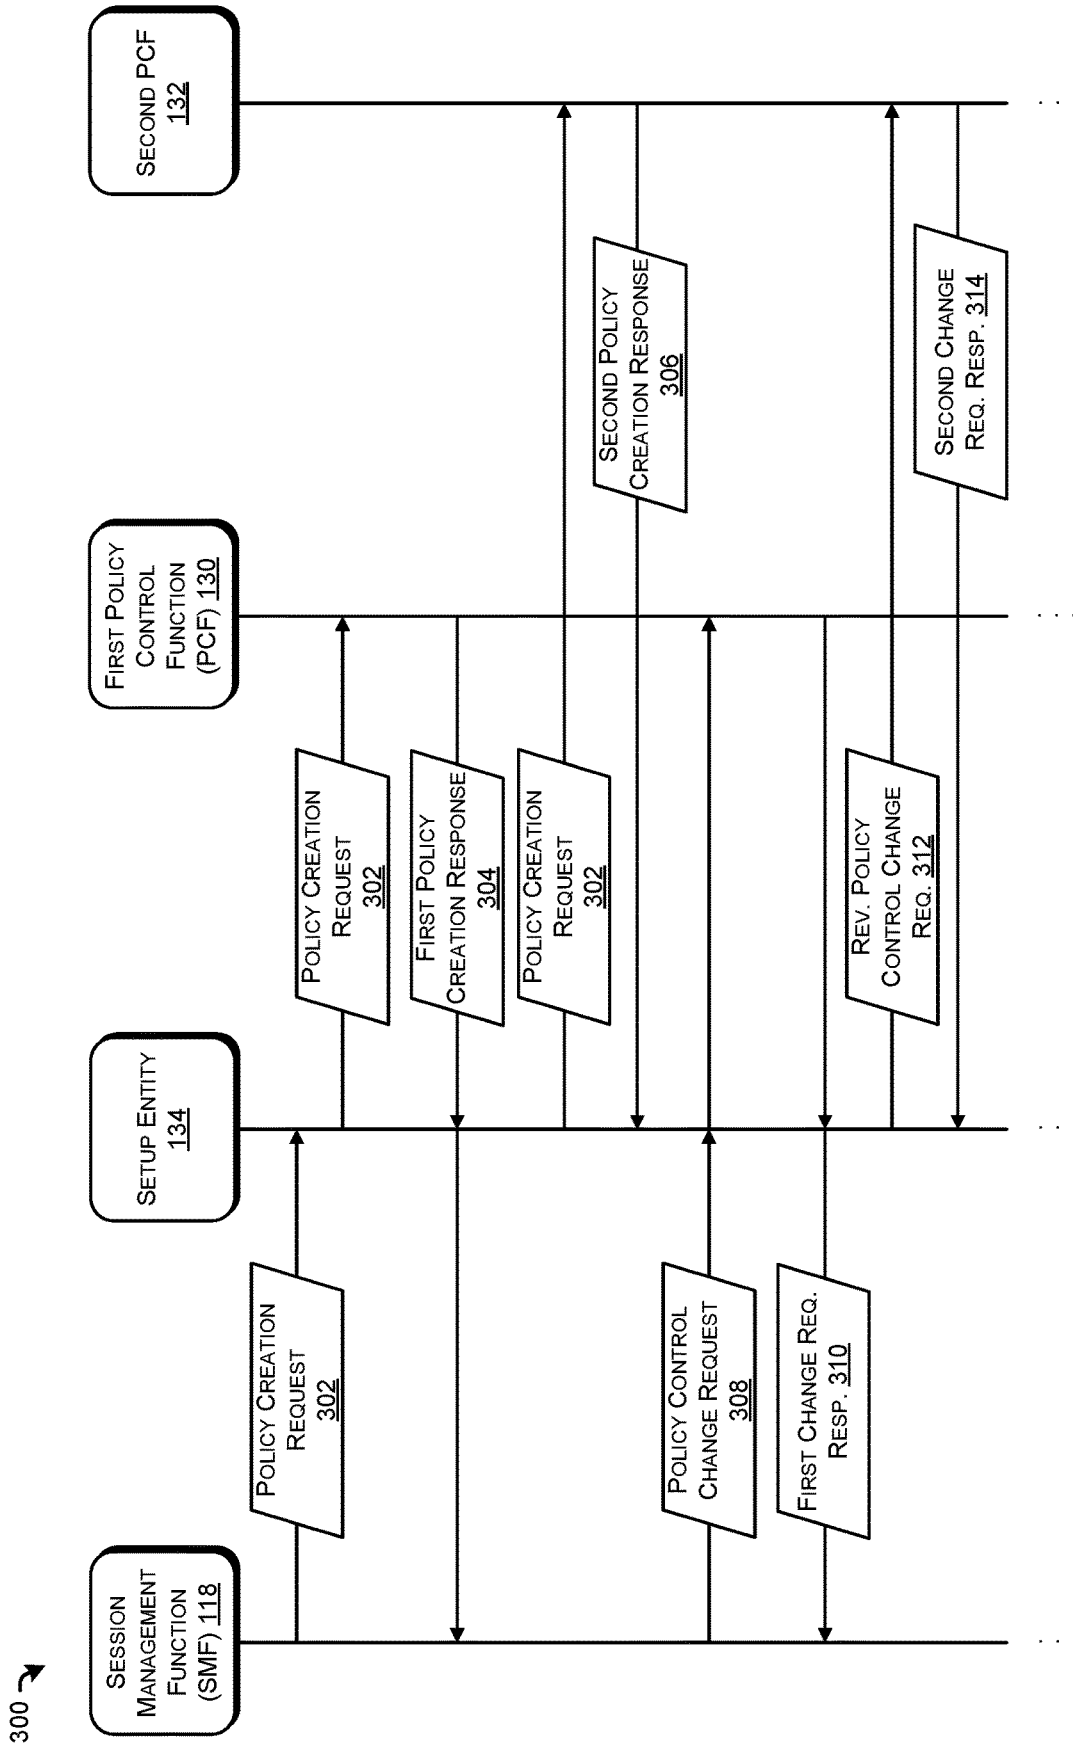 300
SESSION
MANAGEMENT
FUNCTION
(SMF) 118
SETUP ENTITY
134
FIRST POLICY
CONTROL
FUNCTION
(PCF) 130
SECOND PCF
132
POLICY CREATION
REQUEST
302
POLICY CREATION
REQUEST
302
FIRST POLICY
CREATION RESPONSE
304
POLICY CREATION
REQUEST
302
SECOND POLICY
CREATION RESPONSE
306
POLICY CONTROL
CHANGE REQUEST
308
FIRST CHANGE REQ.
RESP. 310
REV. POLICY
CONTROL CHANGE
REQ. 312
SECOND CHANGE
REQ. RESP. 314